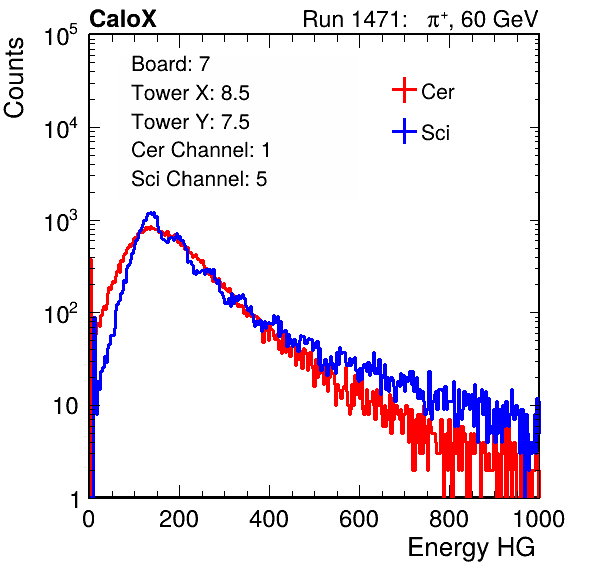 CaloX Run 1471: π⁺, 60 GeV
Counts
10⁵
10⁴
10³
10²
10
1
Board: 7
Tower X: 8.5
Tower Y: 7.5
Cer Channel: 1
Sci Channel: 5
Cer
Sci
0 200 400 600 800 1000
Energy HG